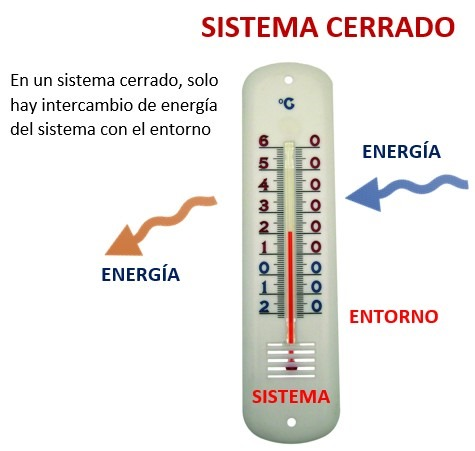 SISTEMA CERRADO
En un sistema cerrado, solo
hay intercambio de energía
del sistema con el entorno
°C
6 0
5 0
4 0
3 0
2 0
1 0
0 0
1 0
2 0
ENERGÍA
ENERGÍA
ENTORNO
SISTEMA